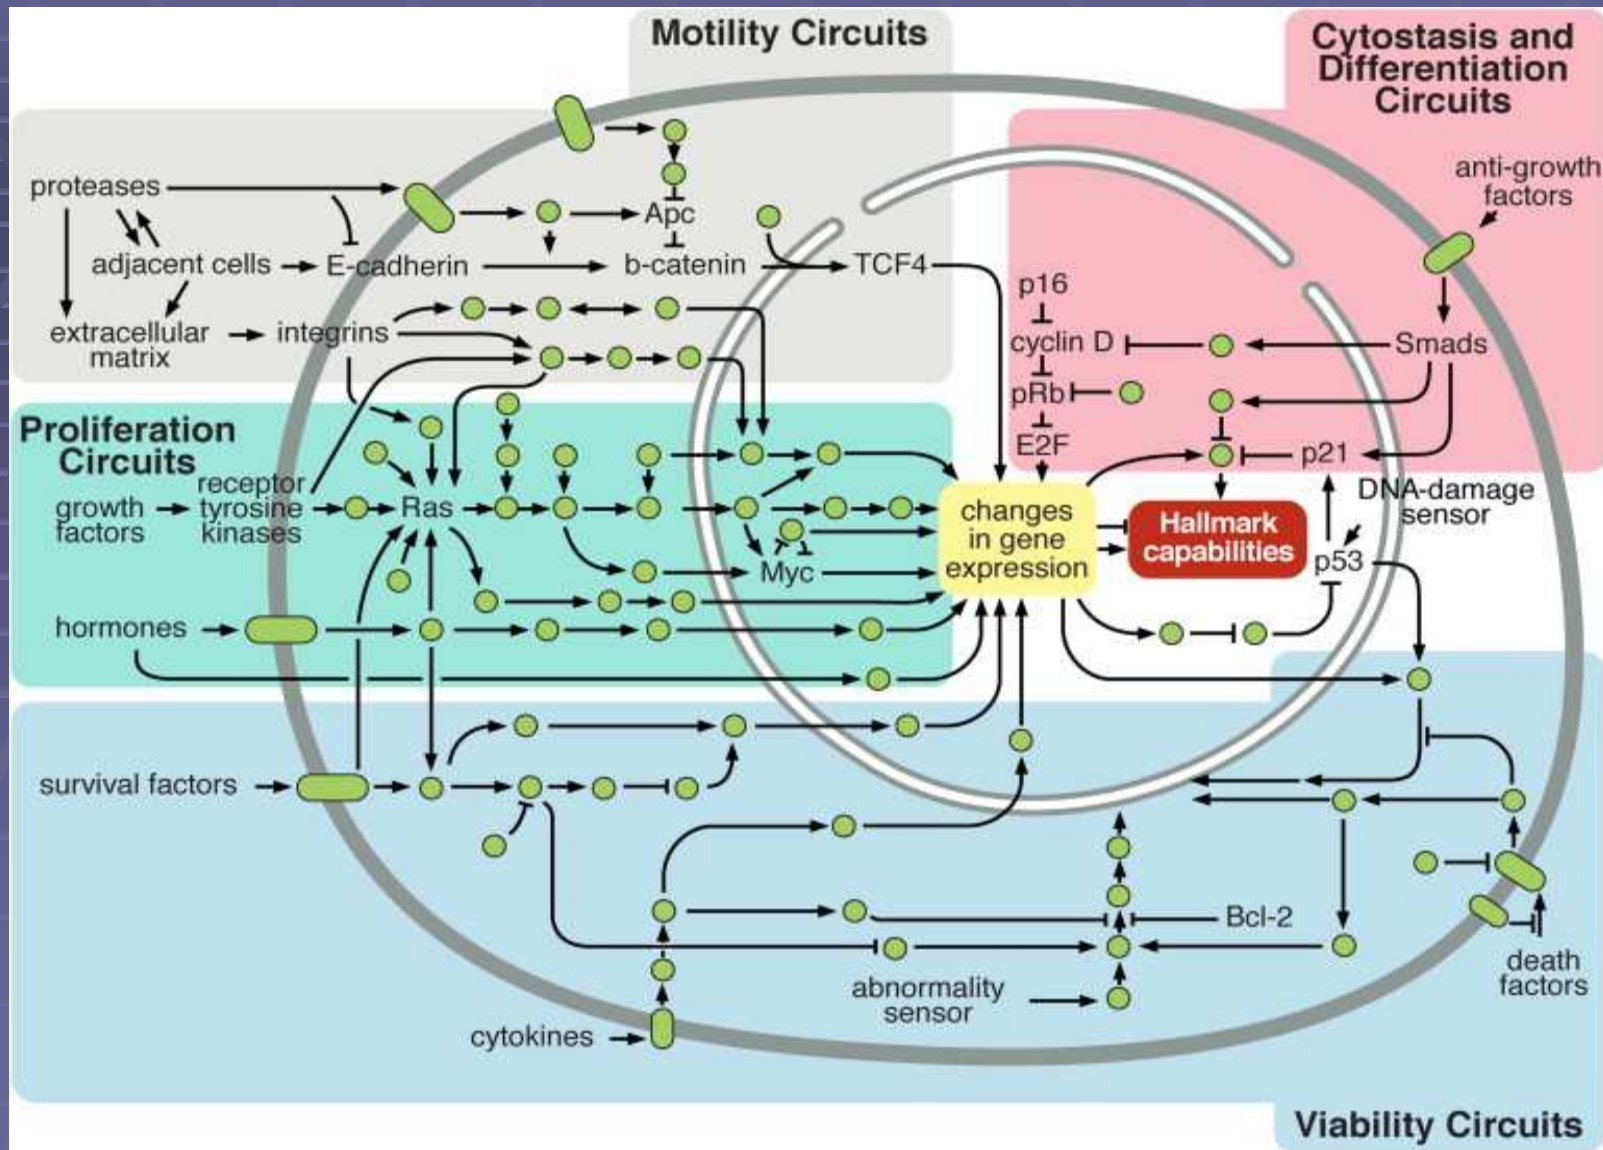 Motility Circuits
Cytostasis and
Differentiation
Circuits
anti-growth
factors
proteases
Apc
adjacent cells
E-cadherin
b-catenin
TCF4
p16
extracellular
matrix
integrins
cyclin D
Smads
pRb
E2F
p21
Proliferation
Circuits
growth
factors
receptor
tyrosine
kinases
Ras
Myc
changes
in gene
expression
Hallmark
capabilities
DNA-damage
sensor
p53
hormones
survival factors
Bcl-2
abnormality
sensor
death
factors
cytokines
Viability Circuits